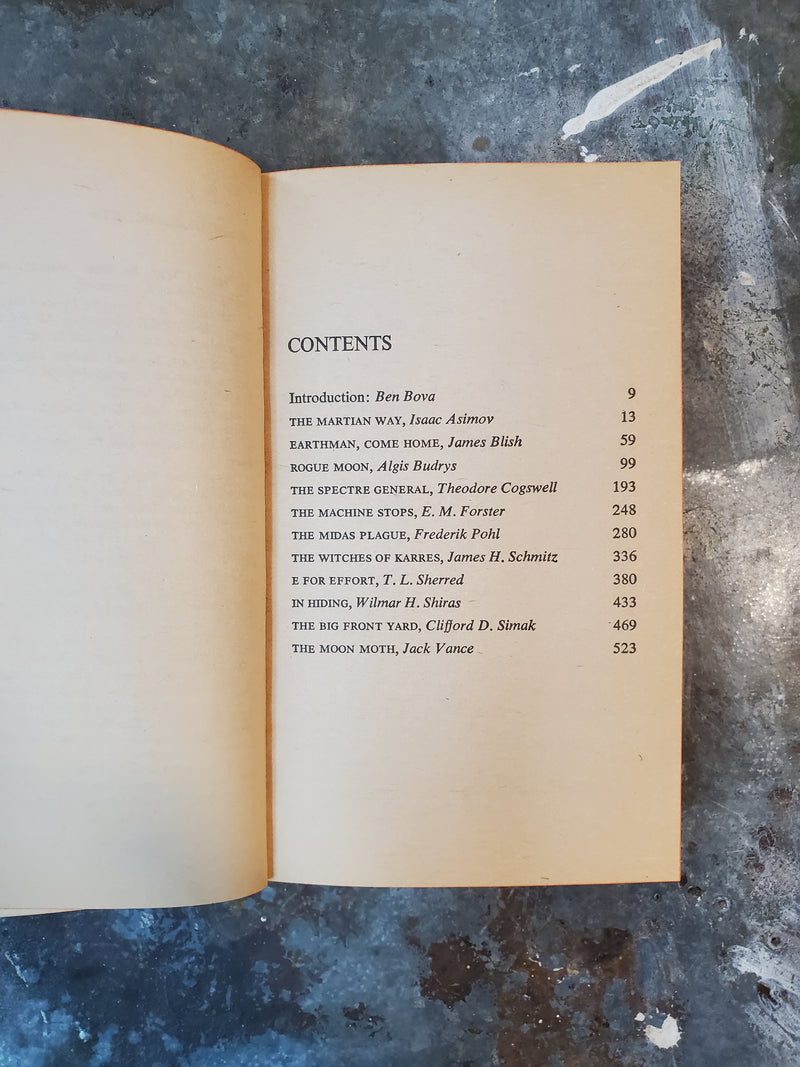 CONTENTS
Introduction: Ben Bova 9
THE MARTIAN WAY, Isaac Asimov 13
EARTHMAN, COME HOME, James Blish 59
ROGUE MOON, Algis Budrys 99
THE SPECTRE GENERAL, Theodore Cogswell 193
THE MACHINE STOPS, E. M. Forster 248
THE MIDAS PLAGUE, Frederik Pohl 280
THE WITCHES OF KARRES, James H. Schmitz 336
E FOR EFFORT, T. L. Sherred 380
IN HIDING, Wilmar H. Shiras 433
THE BIG FRONT YARD, Clifford D. Simak 469
THE MOON MOTH, Jack Vance 523